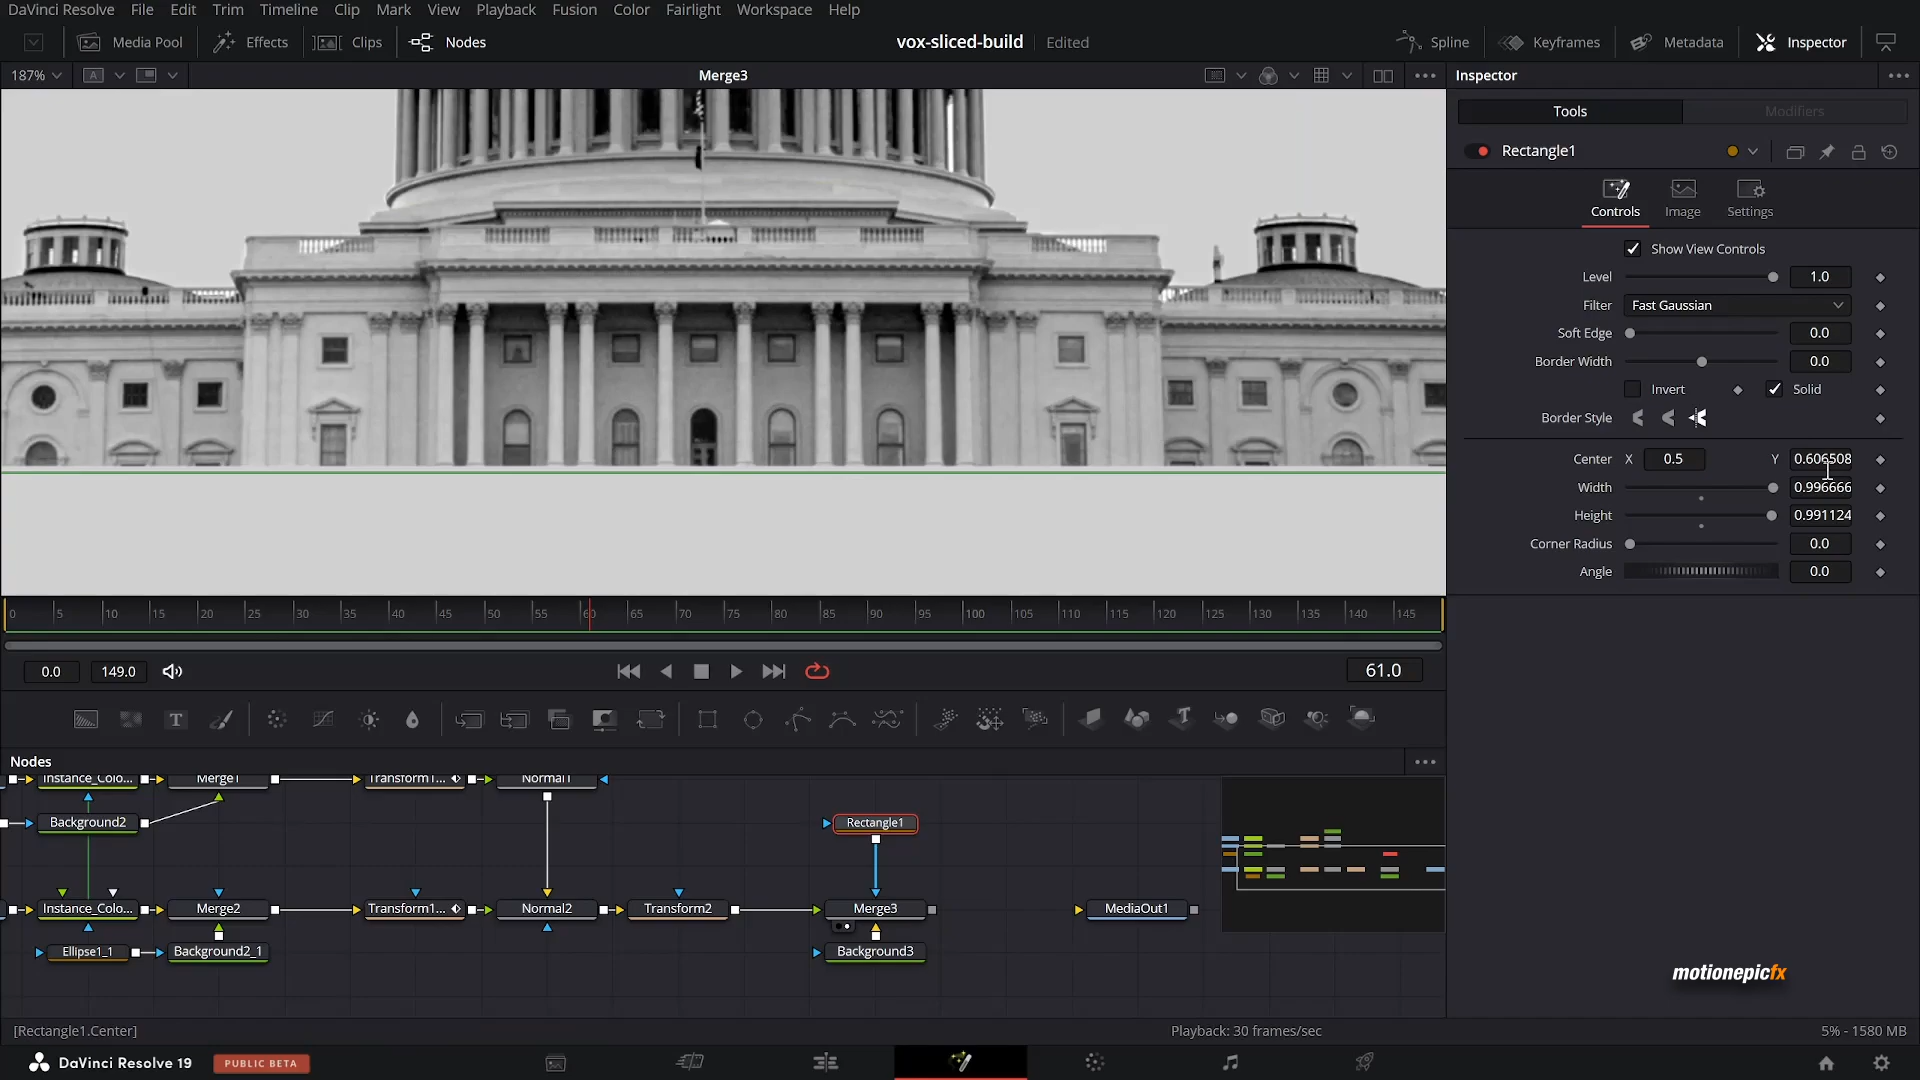 DaVinci Resolve File Edit Trim Timeline Clip Mark View Playback Fusion Color Fairlight Workspace Help
Media Pool Effects Clips Nodes vox-sliced-build Edited Spline Keyframes Metadata Inspector
187% A Merge3 Inspector
Tools Modifiers
Rectangle1
Controls Image Settings
Show View Controls
Level 1.0
Filter Fast Gaussian
Soft Edge 0.0
Border Width 0.0
Invert Solid
Border Style
Center X 0.5 Y 0.606508
Width 0.996666
Height 0.991124
Corner Radius 0.0
Angle 0.0
0 5 10 15 20 25 30 35 40 45 50 55 60 65 70 75 80 85 90 95 100 105 110 115 120 125 130 135 140 145
0.0 149.0 61.0
Nodes
Instance_Colo... Merge1 Transform1... Normal1
Background2 Rectangle1
Instance_Colo... Merge2 Transform1... Normal2 Transform2 Merge3 MediaOut1
Ellipse1_1 Background2_1 Background3
motionepicfx
[Rectangle1.Center] Playback: 30 frames/sec 5% - 1580 MB
DaVinci Resolve 19 PUBLIC BETA